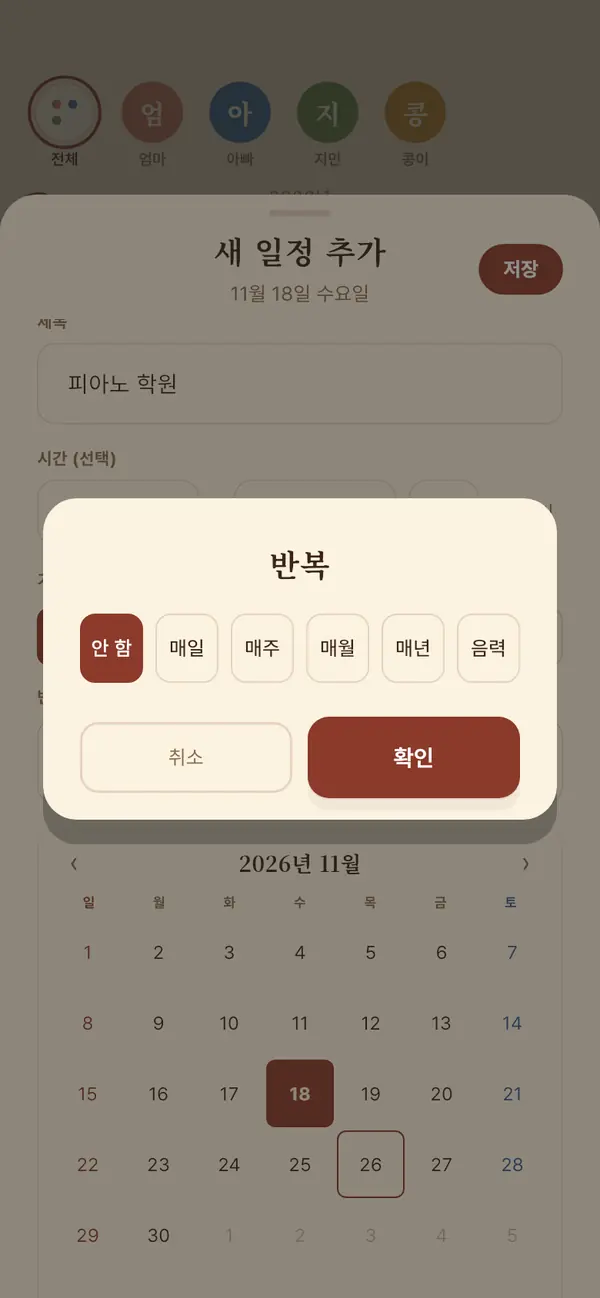 엄 아 지 콩
전체 엄마 아빠 지민 콩이
새 일정 추가
저장
11월 18일 수요일
제목
피아노 학원
시간 (선택)
반복
안 함 매일 매주 매월 매년 음력
취소 확인
‹ 2026년 11월 ›
일 월 화 수 목 금 토
1 2 3 4 5 6 7
8 9 10 11 12 13 14
15 16 17 18 19 20 21
22 23 24 25 26 27 28
29 30 1 2 3 4 5